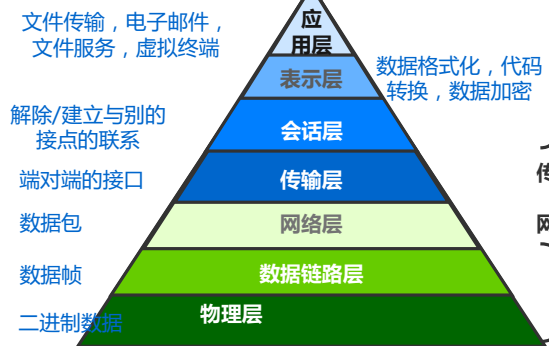 文件传输，电子邮件，
文件服务，虚拟终端
应
用层
表示层
数据格式化，代码
转换，数据加密
解除/建立与别的
接点的联系
会话层
端对端的接口
传输层
数据包
网络层
数据帧
数据链路层
二进制数据
物理层
传
网